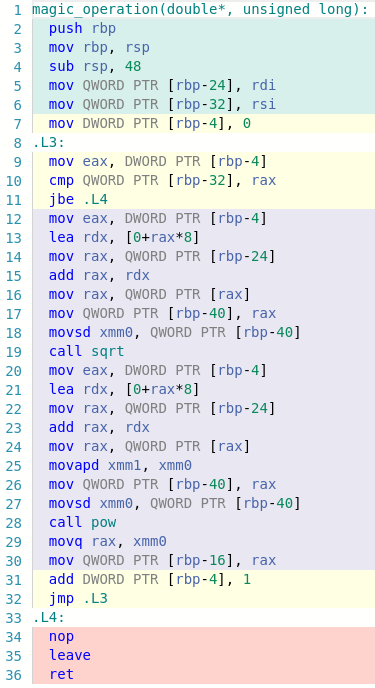 1 magic_operation(double*, unsigned long):
2 push rbp
3 mov rbp, rsp
4 sub rsp, 48
5 mov QWORD PTR [rbp-24], rdi
6 mov QWORD PTR [rbp-32], rsi
7 mov DWORD PTR [rbp-4], 0
8 .L3:
9 mov eax, DWORD PTR [rbp-4]
10 cmp QWORD PTR [rbp-32], rax
11 jbe .L4
12 mov eax, DWORD PTR [rbp-4]
13 lea rdx, [0+rax*8]
14 mov rax, QWORD PTR [rbp-24]
15 add rax, rdx
16 mov rax, QWORD PTR [rax]
17 mov QWORD PTR [rbp-40], rax
18 movsd xmm0, QWORD PTR [rbp-40]
19 call sqrt
20 mov eax, DWORD PTR [rbp-4]
21 lea rdx, [0+rax*8]
22 mov rax, QWORD PTR [rbp-24]
23 add rax, rdx
24 mov rax, QWORD PTR [rax]
25 movapd xmm1, xmm0
26 mov QWORD PTR [rbp-40], rax
27 movsd xmm0, QWORD PTR [rbp-40]
28 call pow
29 movq rax, xmm0
30 mov QWORD PTR [rbp-16], rax
31 add DWORD PTR [rbp-4], 1
32 jmp .L3
33 .L4:
34 nop
35 leave
36 ret